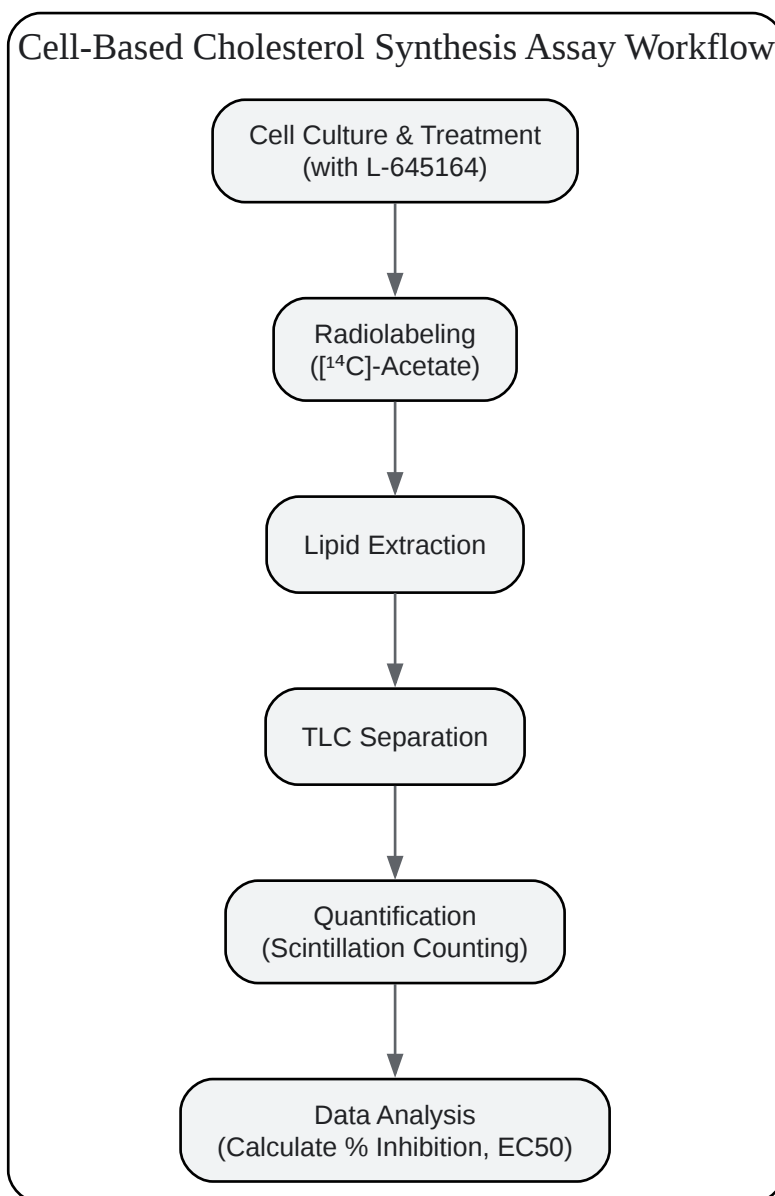 Cell-Based Cholesterol Synthesis Assay Workflow
Cell Culture & Treatment
(with L-645164)
Radiolabeling
([¹⁴C]-Acetate)
Lipid Extraction
TLC Separation
Quantification
(Scintillation Counting)
Data Analysis
(Calculate % Inhibition, EC50)